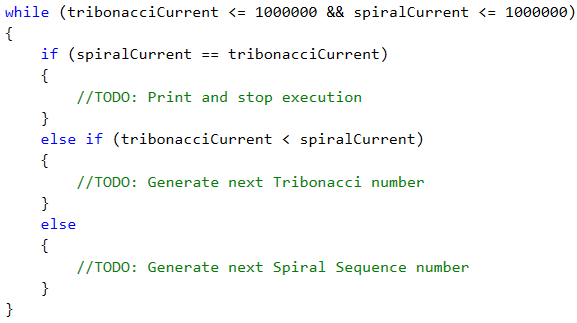 while (tribonacciCurrent <= 1000000 && spiralCurrent <= 1000000)
{
    if (spiralCurrent == tribonacciCurrent)
    {
        //TODO: Print and stop execution
    }
    else if (tribonacciCurrent < spiralCurrent)
    {
        //TODO: Generate next Tribonacci number
    }
    else
    {
        //TODO: Generate next Spiral Sequence number
    }
}